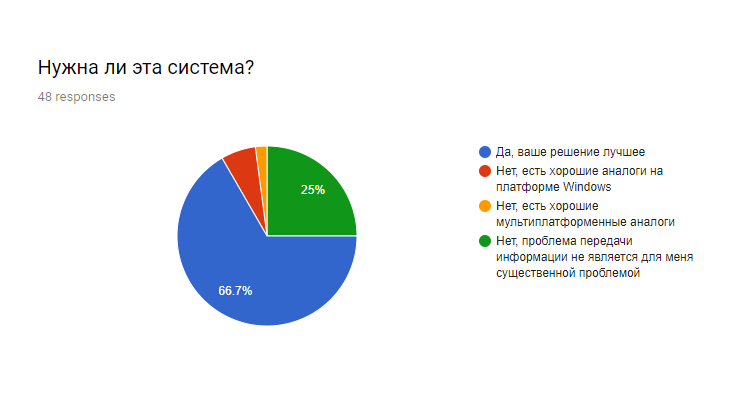 Нужна ли эта система?
48 responses
25%
66.7%
Да, ваше решение лучшее
Нет, есть хорошие аналоги на
платформе Windows
Нет, есть хорошие
мультиплатформенные аналоги
Нет, проблема передачи
информации не является для меня
существенной проблемой